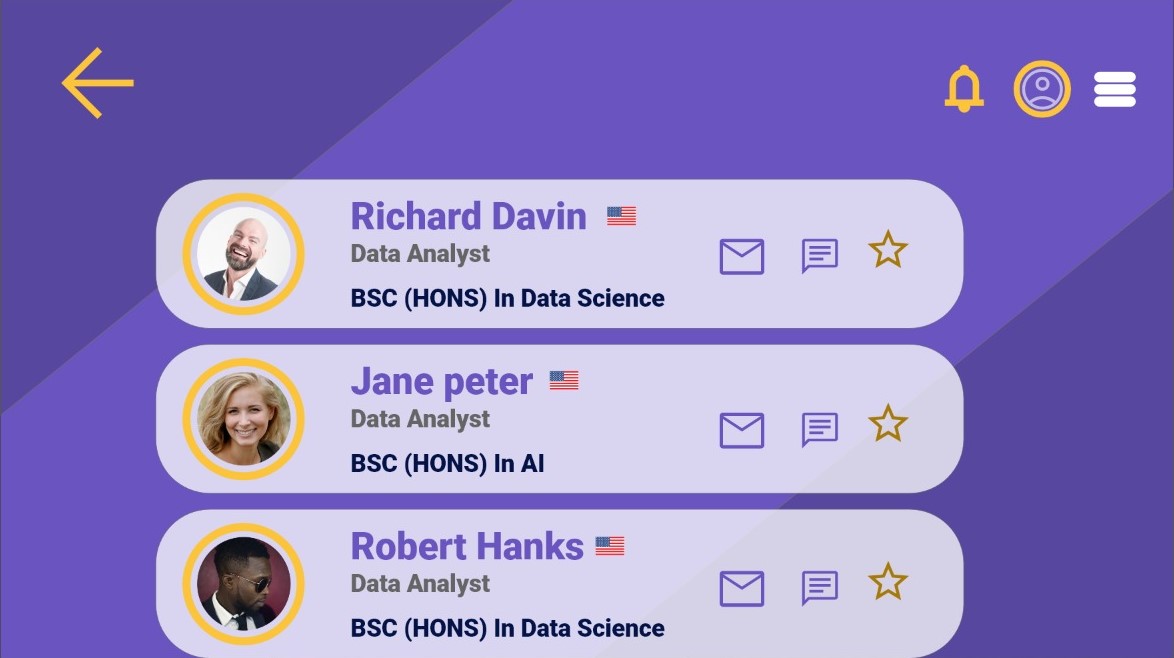 Richard Davin
Data Analyst
BSC (HONS) In Data Science
Jane peter
Data Analyst
BSC (HONS) In AI
Robert Hanks
Data Analyst
BSC (HONS) In Data Science